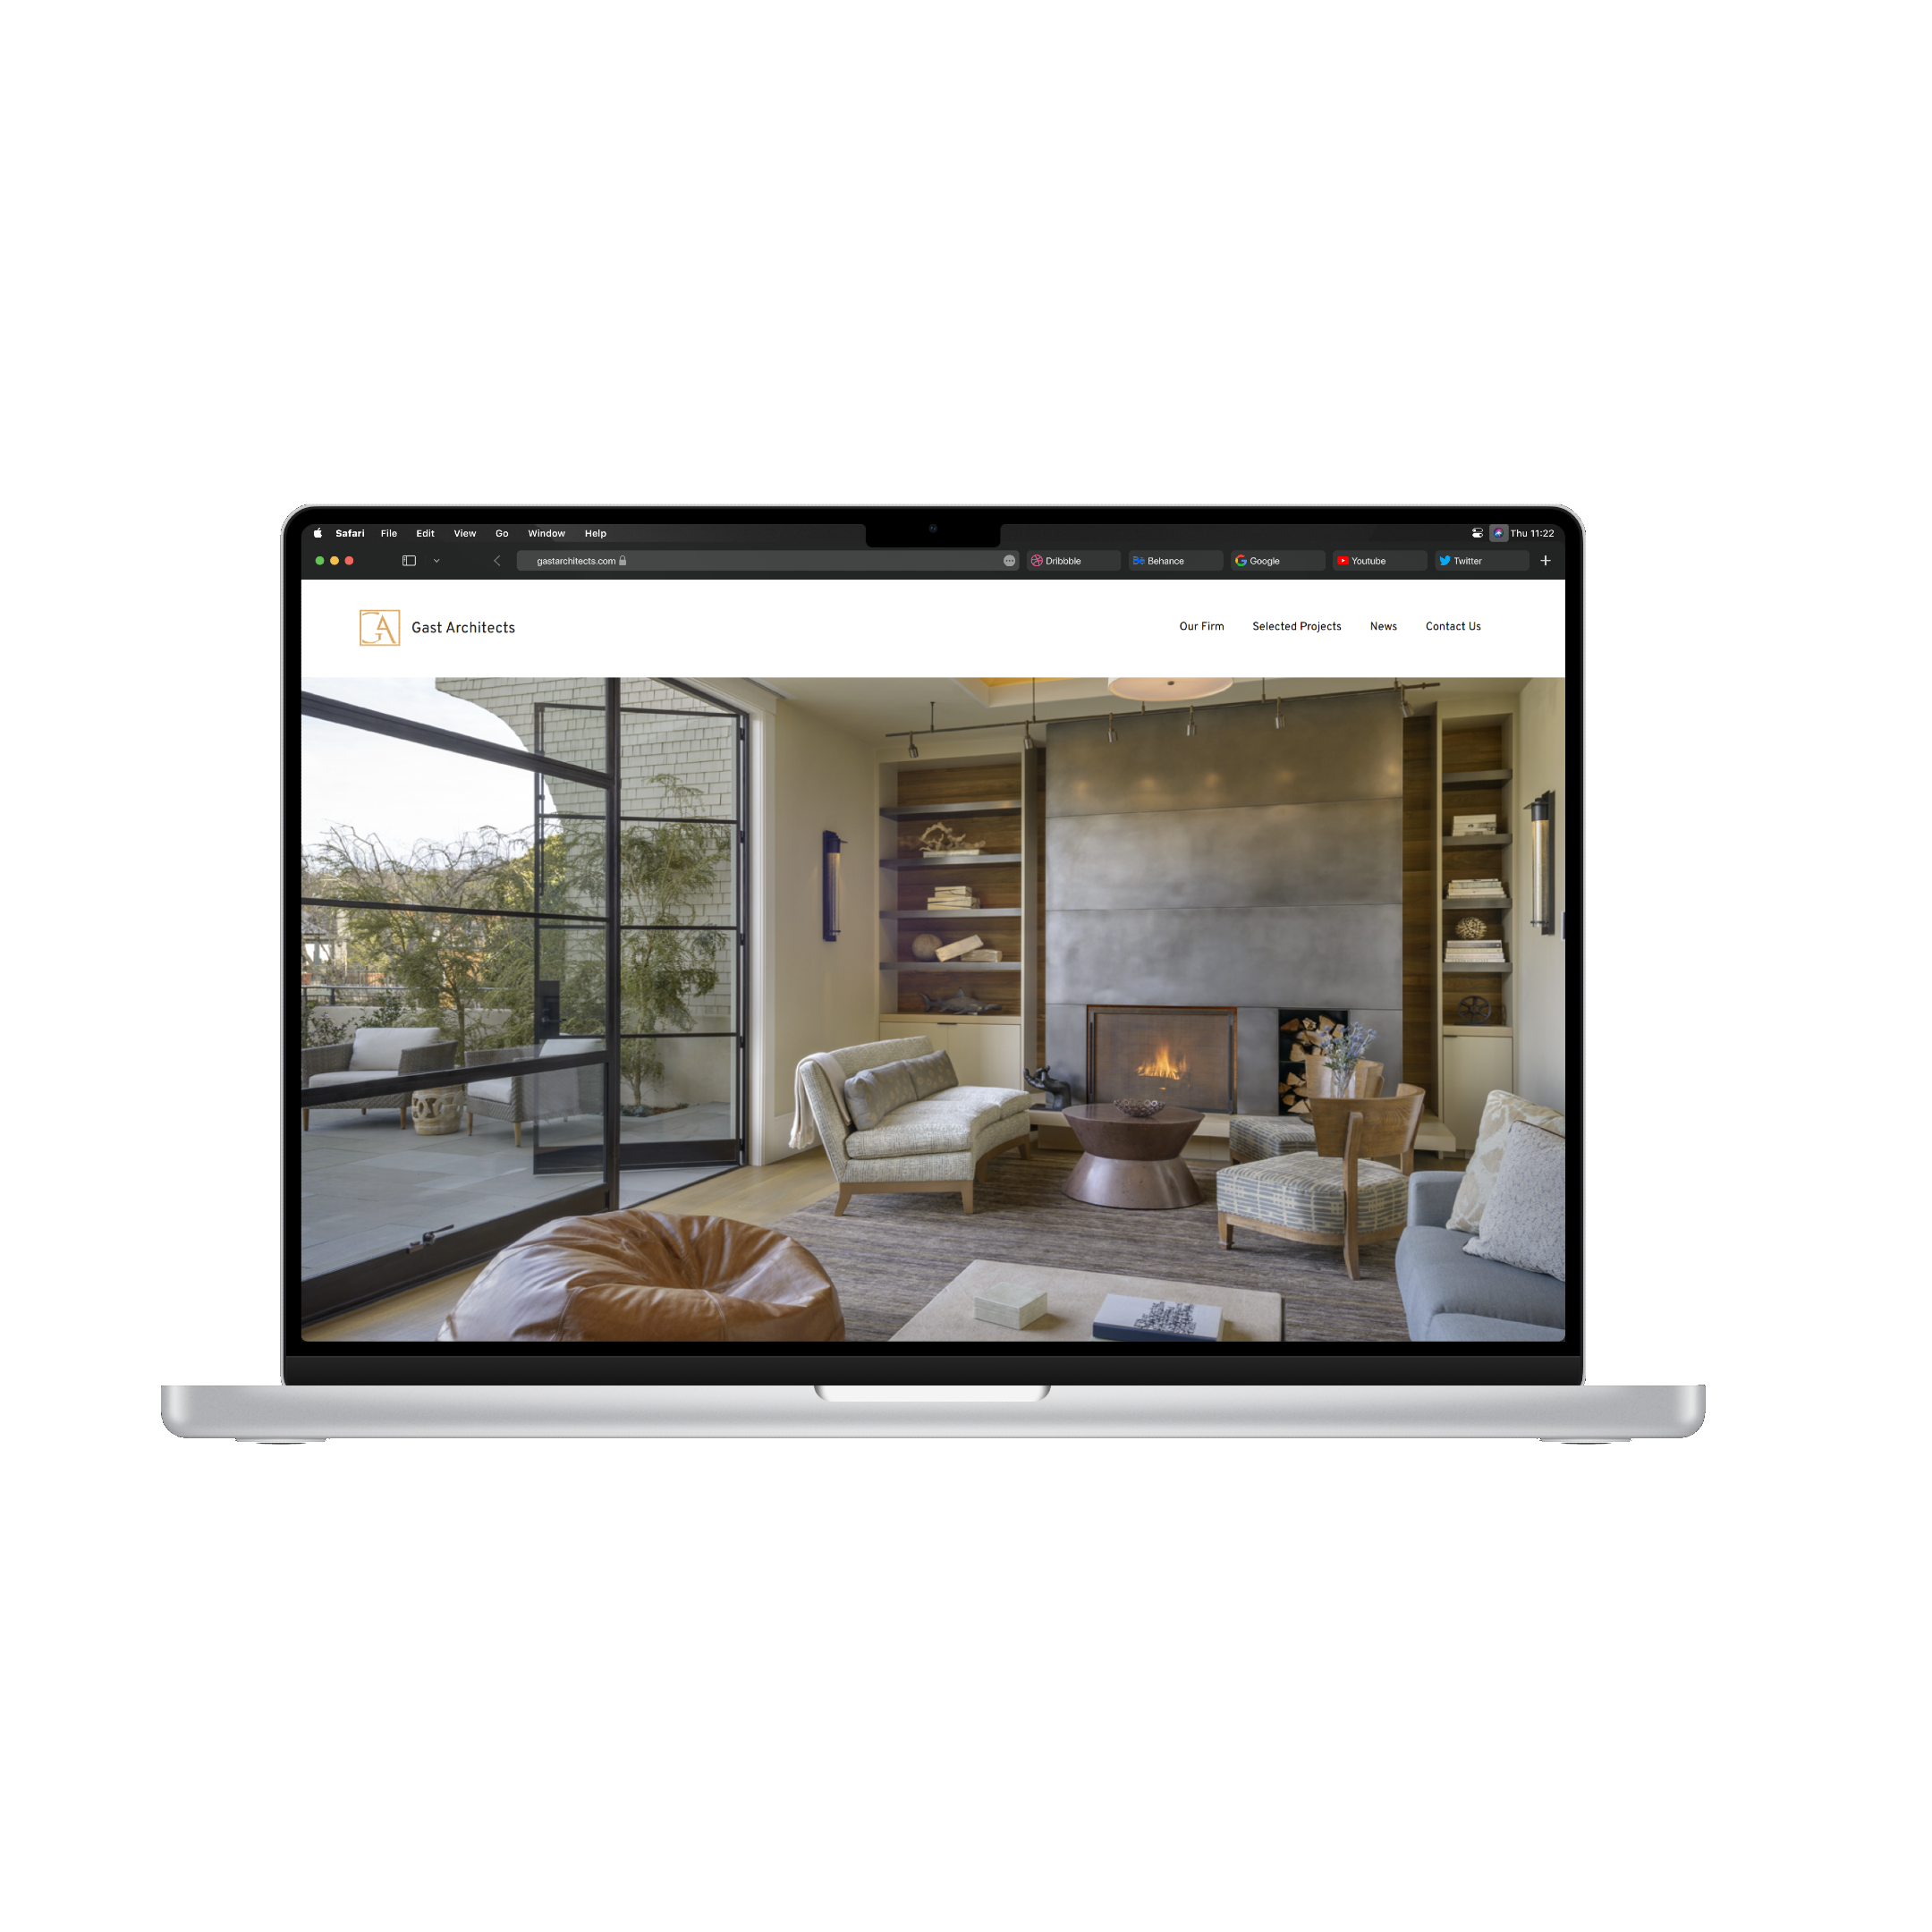 Safari File Edit View Go Window Help Thu 11:22
gastarchitects.com Dribbble Behance Google Youtube Twitter
GA Gast Architects Our Firm Selected Projects News Contact Us